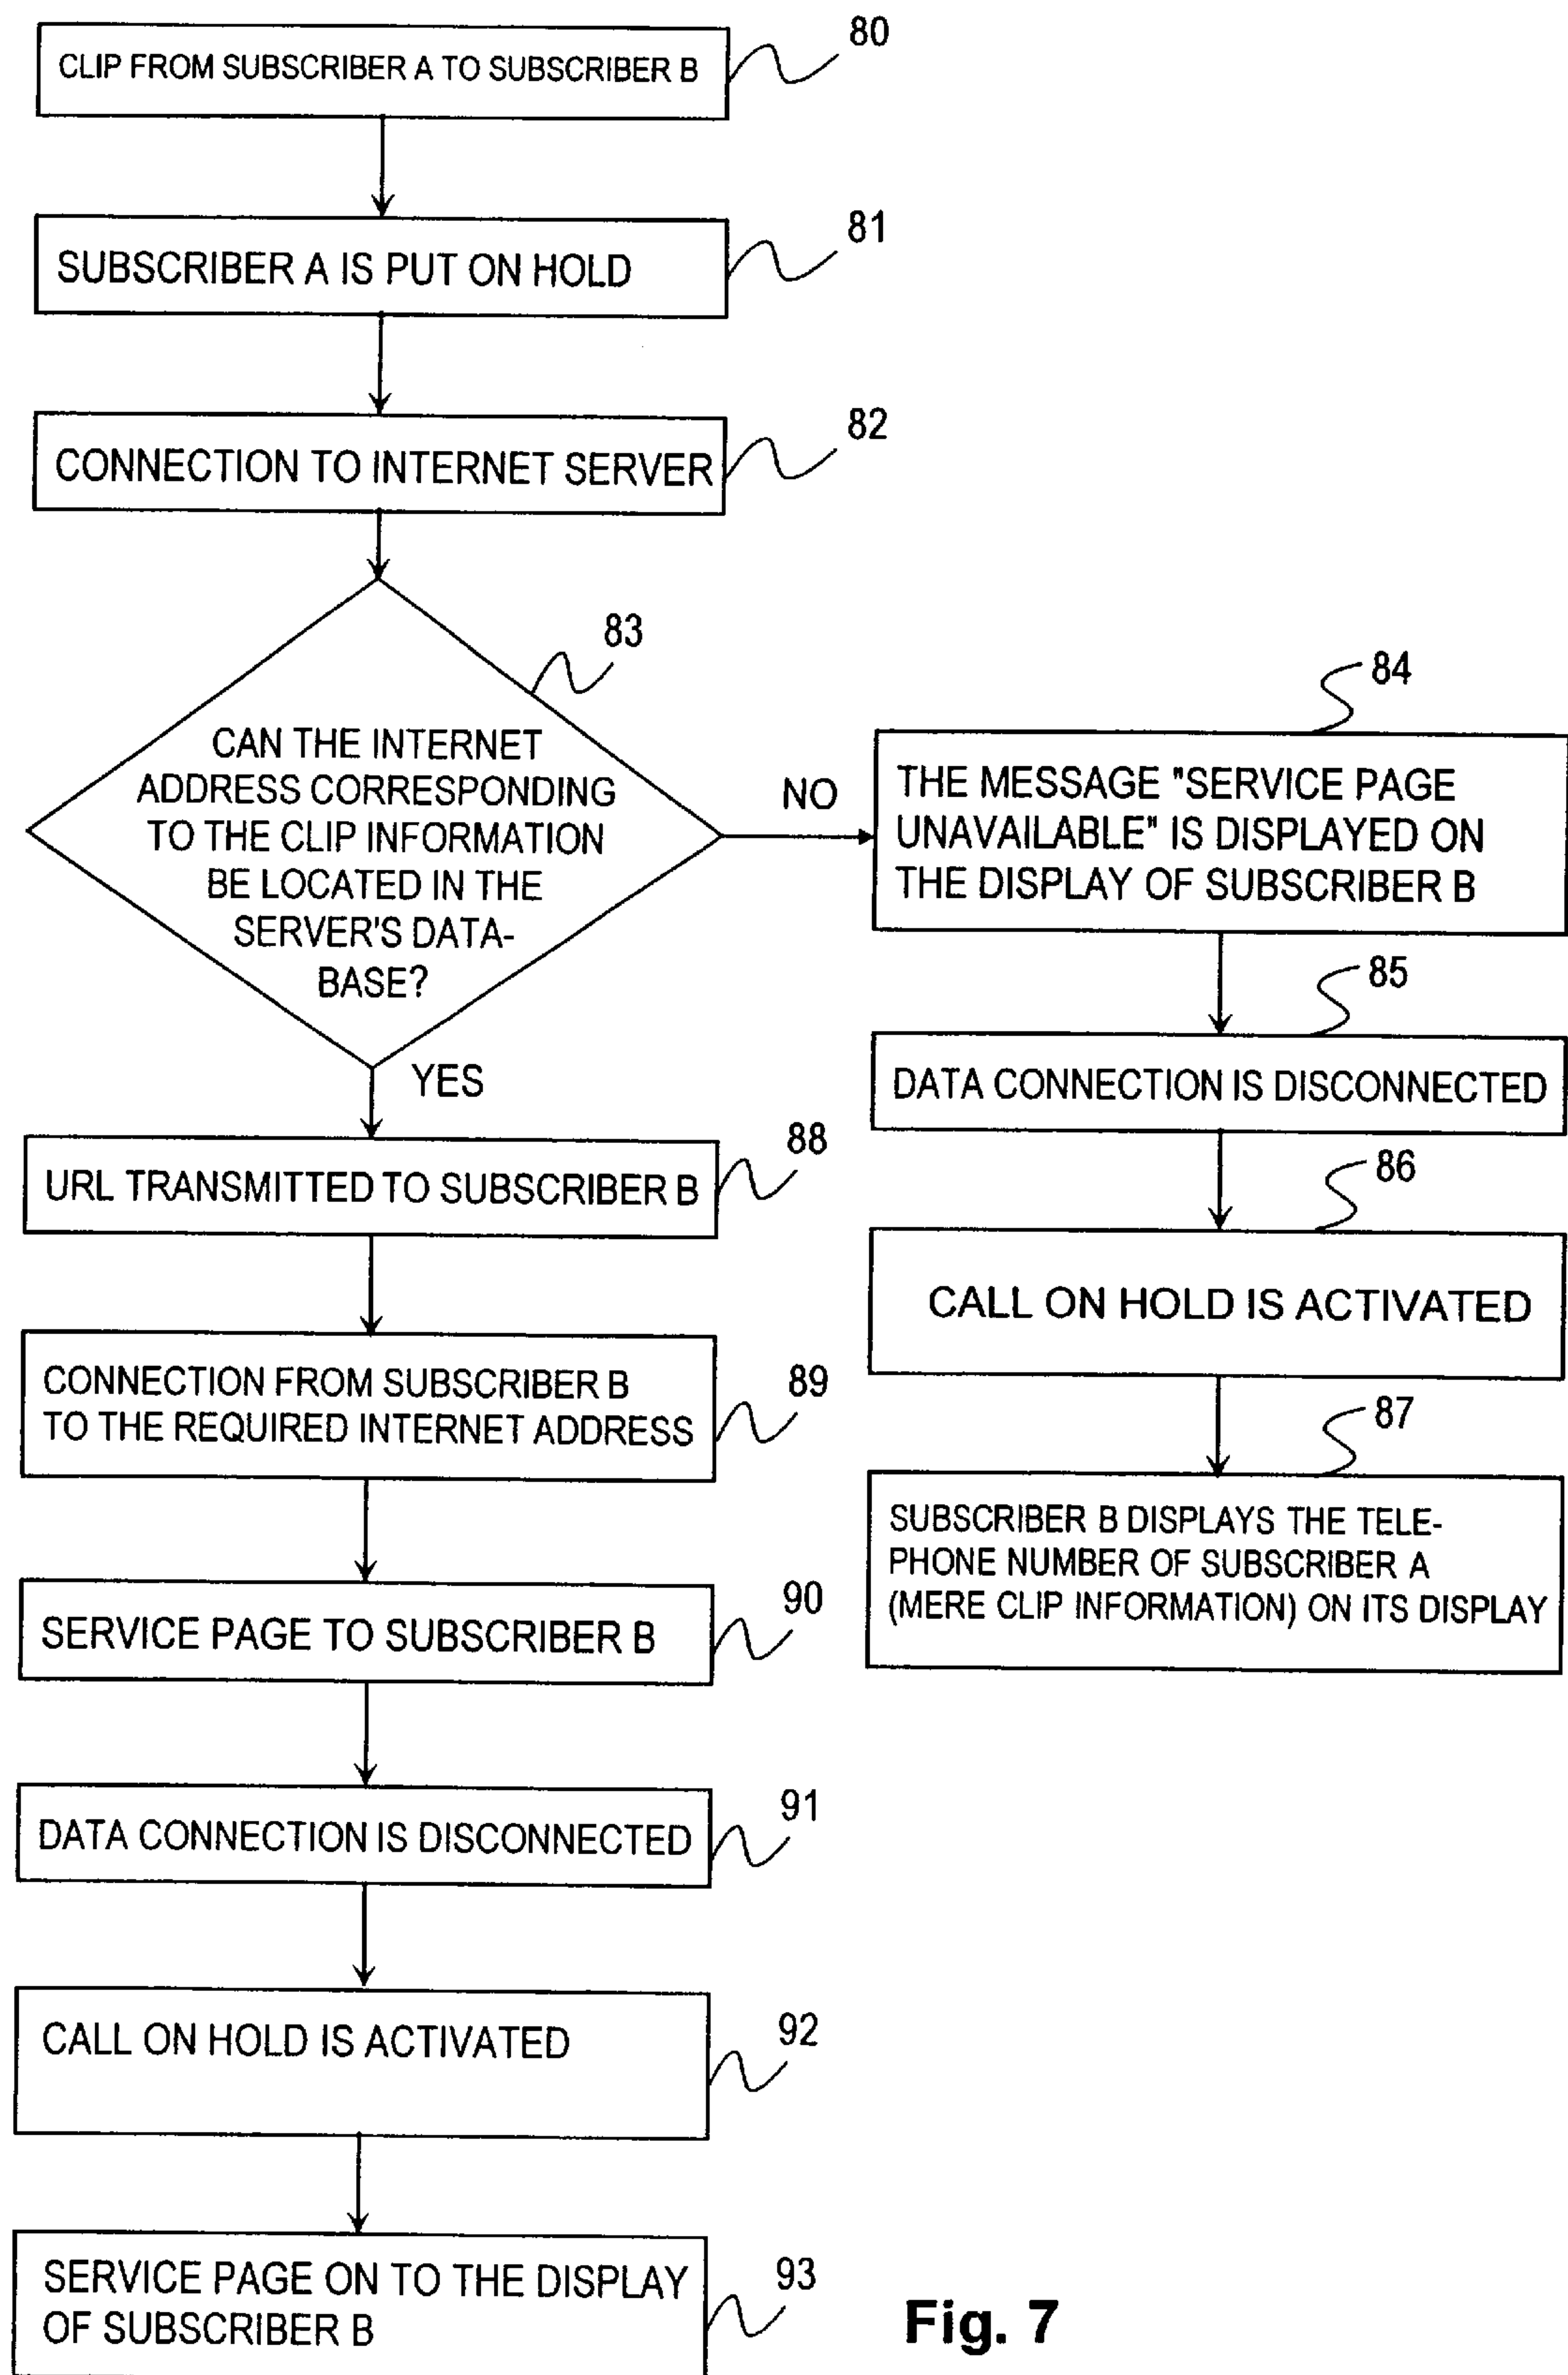 80
CLIP FROM SUBSCRIBER A TO SUBSCRIBER B
81
SUBSCRIBER A IS PUT ON HOLD
82
CONNECTION TO INTERNET SERVER
83
CAN THE INTERNET
ADDRESS CORRESPONDING
TO THE CLIP INFORMATION
BE LOCATED IN THE
SERVER'S DATA-
BASE?
NO
84
THE MESSAGE "SERVICE PAGE
UNAVAILABLE" IS DISPLAYED ON
THE DISPLAY OF SUBSCRIBER B
85
DATA CONNECTION IS DISCONNECTED
86
CALL ON HOLD IS ACTIVATED
87
SUBSCRIBER B DISPLAYS THE TELE-
PHONE NUMBER OF SUBSCRIBER A
(MERE CLIP INFORMATION) ON ITS DISPLAY
YES
88
URL TRANSMITTED TO SUBSCRIBER B
89
CONNECTION FROM SUBSCRIBER B
TO THE REQUIRED INTERNET ADDRESS
90
SERVICE PAGE TO SUBSCRIBER B
91
DATA CONNECTION IS DISCONNECTED
92
CALL ON HOLD IS ACTIVATED
93
SERVICE PAGE ON TO THE DISPLAY
OF SUBSCRIBER B
Fig. 7